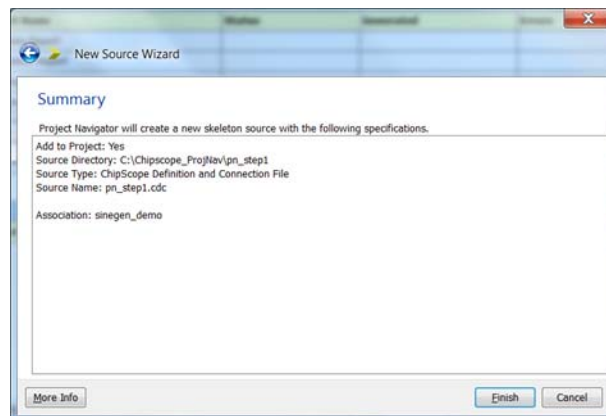 New Source Wizard
Summary
Project Navigator will create a new skeleton source with the following specifications.
Add to Project: Yes
Source Directory: C:\Chipscope_ProjNav\pn_step1
Source Type: ChipScope Definition and Connection File
Source Name: pn_step1.cdc
Association: sinegen_demo
More Info
Finish
Cancel